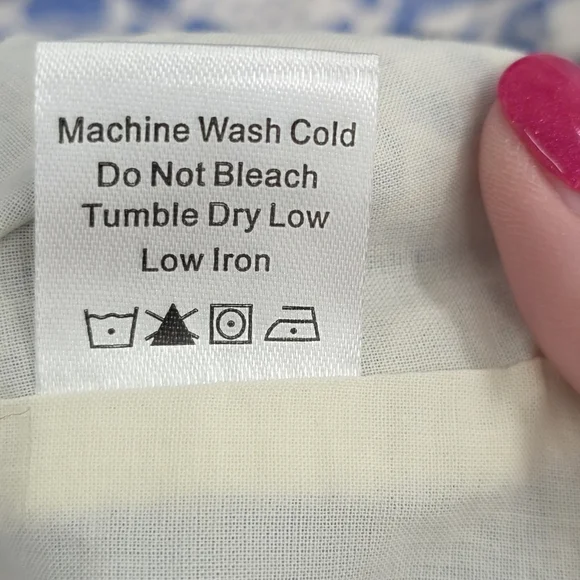 Machine Wash Cold
Do Not Bleach
Tumble Dry Low
Low Iron